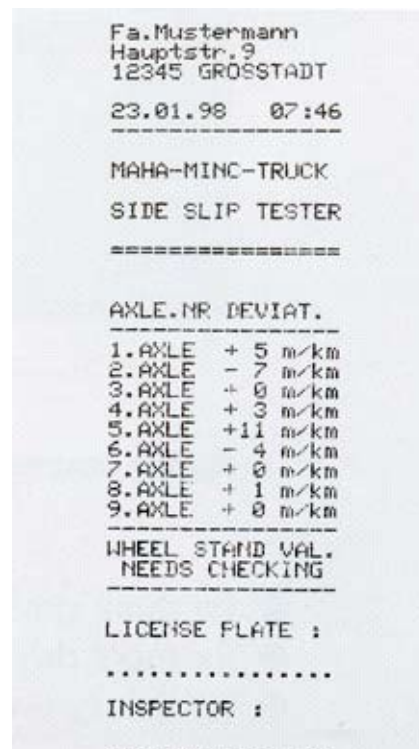 Fa.Mustermann
Hauptstr.9
12345 GROSSTADT
23.01.98 07:46
-----------------
MAHA-MINC-TRUCK
SIDE SLIP TESTER
=================
AXLE.NR DEVIAT.
-----------------
1.AXLE + 5 m/km
2.AXLE - 7 m/km
3.AXLE + 0 m/km
4.AXLE + 3 m/km
5.AXLE +11 m/km
6.AXLE - 4 m/km
7.AXLE + 0 m/km
8.AXLE + 1 m/km
9.AXLE + 0 m/km
-----------------
WHEEL STAND VAL.
NEEDS CHECKING
-----------------
LICENSE PLATE :
.................
INSPECTOR :